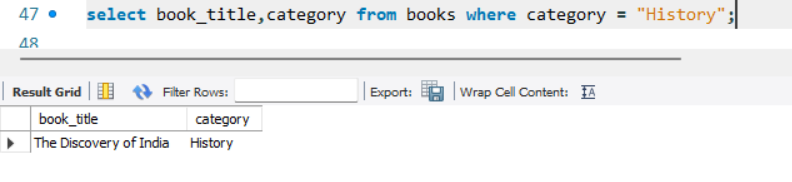 47 select book_title,category from books where category = "History";
48
Result Grid Filter Rows: Export: Wrap Cell Content: IA
book_title category
The Discovery of India History